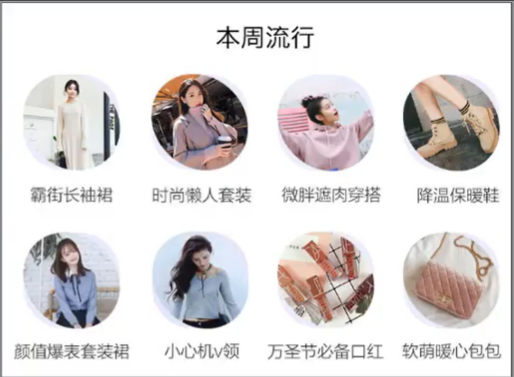 本周流行
霸街长袖裙 时尚懒人套装 微胖遮肉穿搭 降温保暖鞋
颜值爆表套装裙 小心机v领 万圣节必备口红 软萌暖心包包